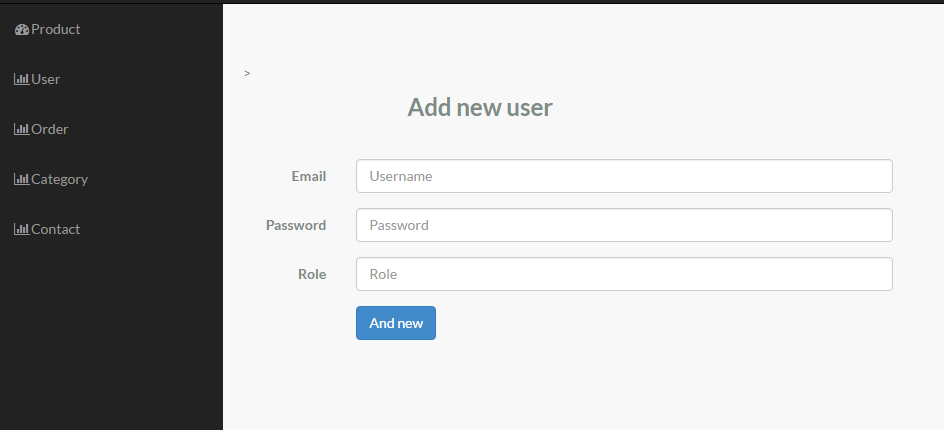 Product
User
Order
Category
Contact
>
Add new user
Email Username
Password Password
Role Role
And new